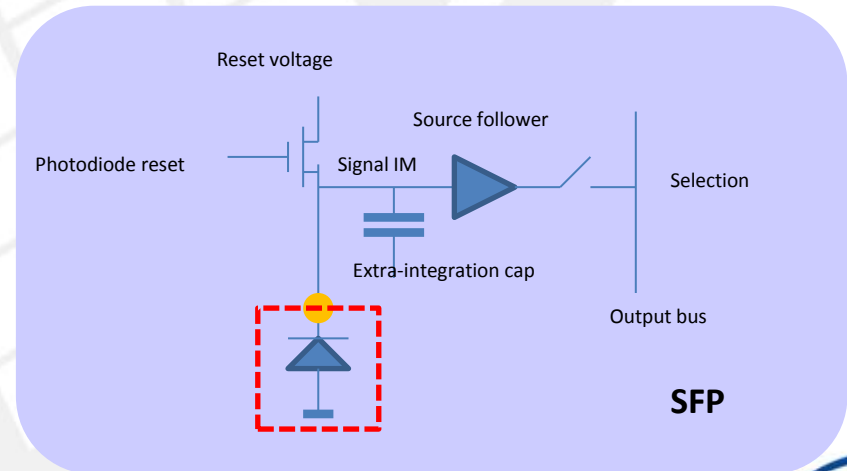 Reset voltage
Source follower
Photodiode reset
Signal IM
Selection
Extra-integration cap
Output bus
SFP